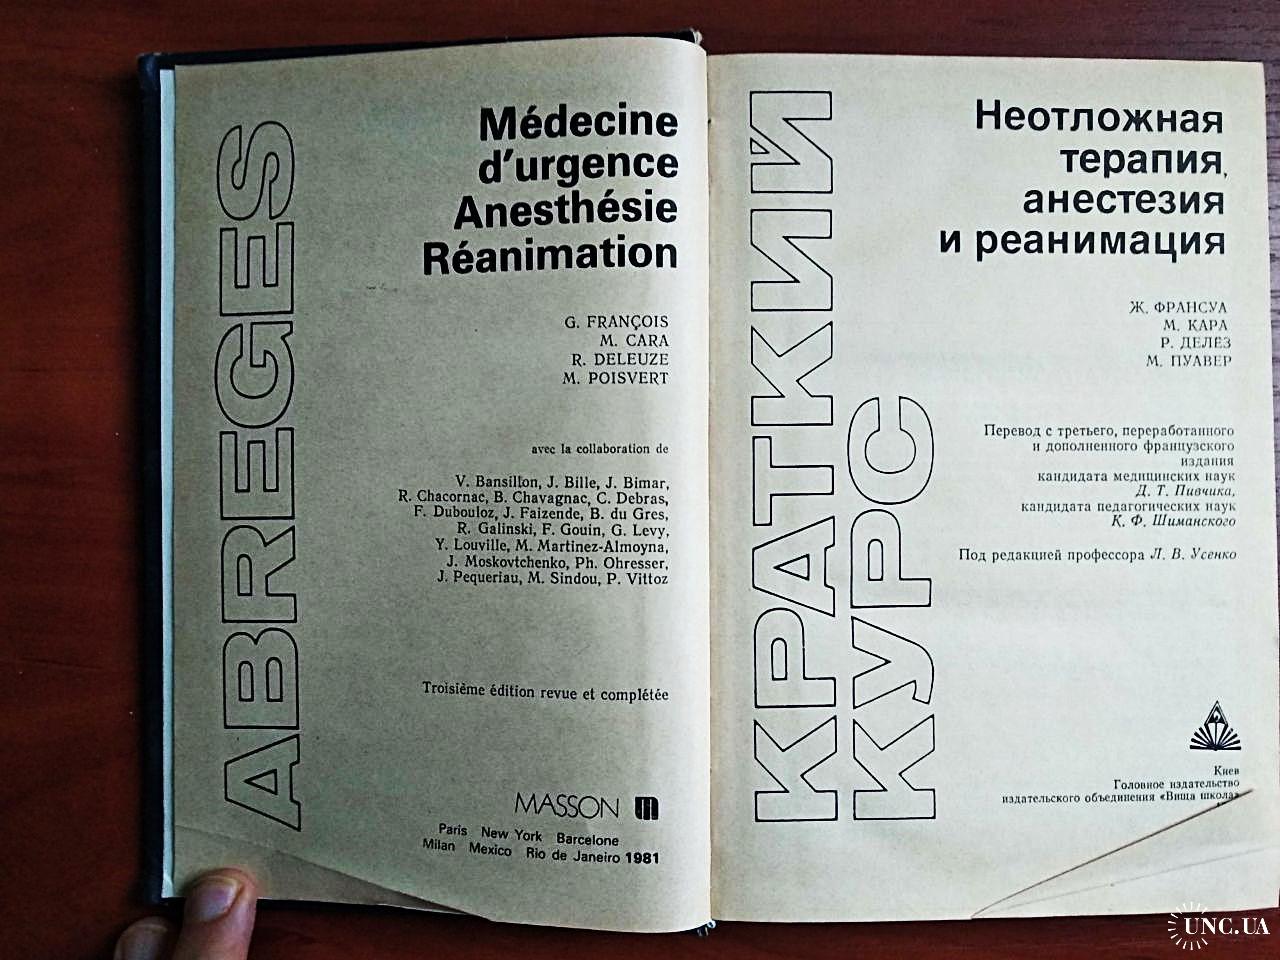 ABREGES
Médecine
d'urgence
Anesthésie
Réanimation
G. FRANÇOIS
M. CARA
R. DELEUZE
M. POISVERT
avec la collaboration de
V. Bansillon, J. Bille, J. Bimar,
R. Chacornac, B. Chavagnac, C. Debras,
F. Dubouloz, J. Faizende, B. du Gres,
R. Galinski, F. Gouin, G. Levy,
Y. Louville, M. Martinez-Almoyna,
J. Moskovtchenko, Ph. Ohresser,
J. Pequeriau, M. Sindou, P. Vittoz
Troisième édition revue et complétée
MASSON
Paris New York Barcelone
Milan Mexico Rio de Janeiro 1981
КРАТКИЙ
КУРС
Неотложная
терапия,
анестезия
и реанимация
Ж. ФРАНСУА
М. КАРА
Р. ДЕЛЕЗ
М. ПУАВЕР
Перевод с третьего, переработанного
и дополненного французского
издания
кандидата медицинских наук
Д. Т. Пивчика,
кандидата педагогических наук
К. Ф. Шиманского
Под редакцией профессора Л. В. Усенко
Киев
Головное издательство
издательского объединения «Вища школа»
UNC.UA